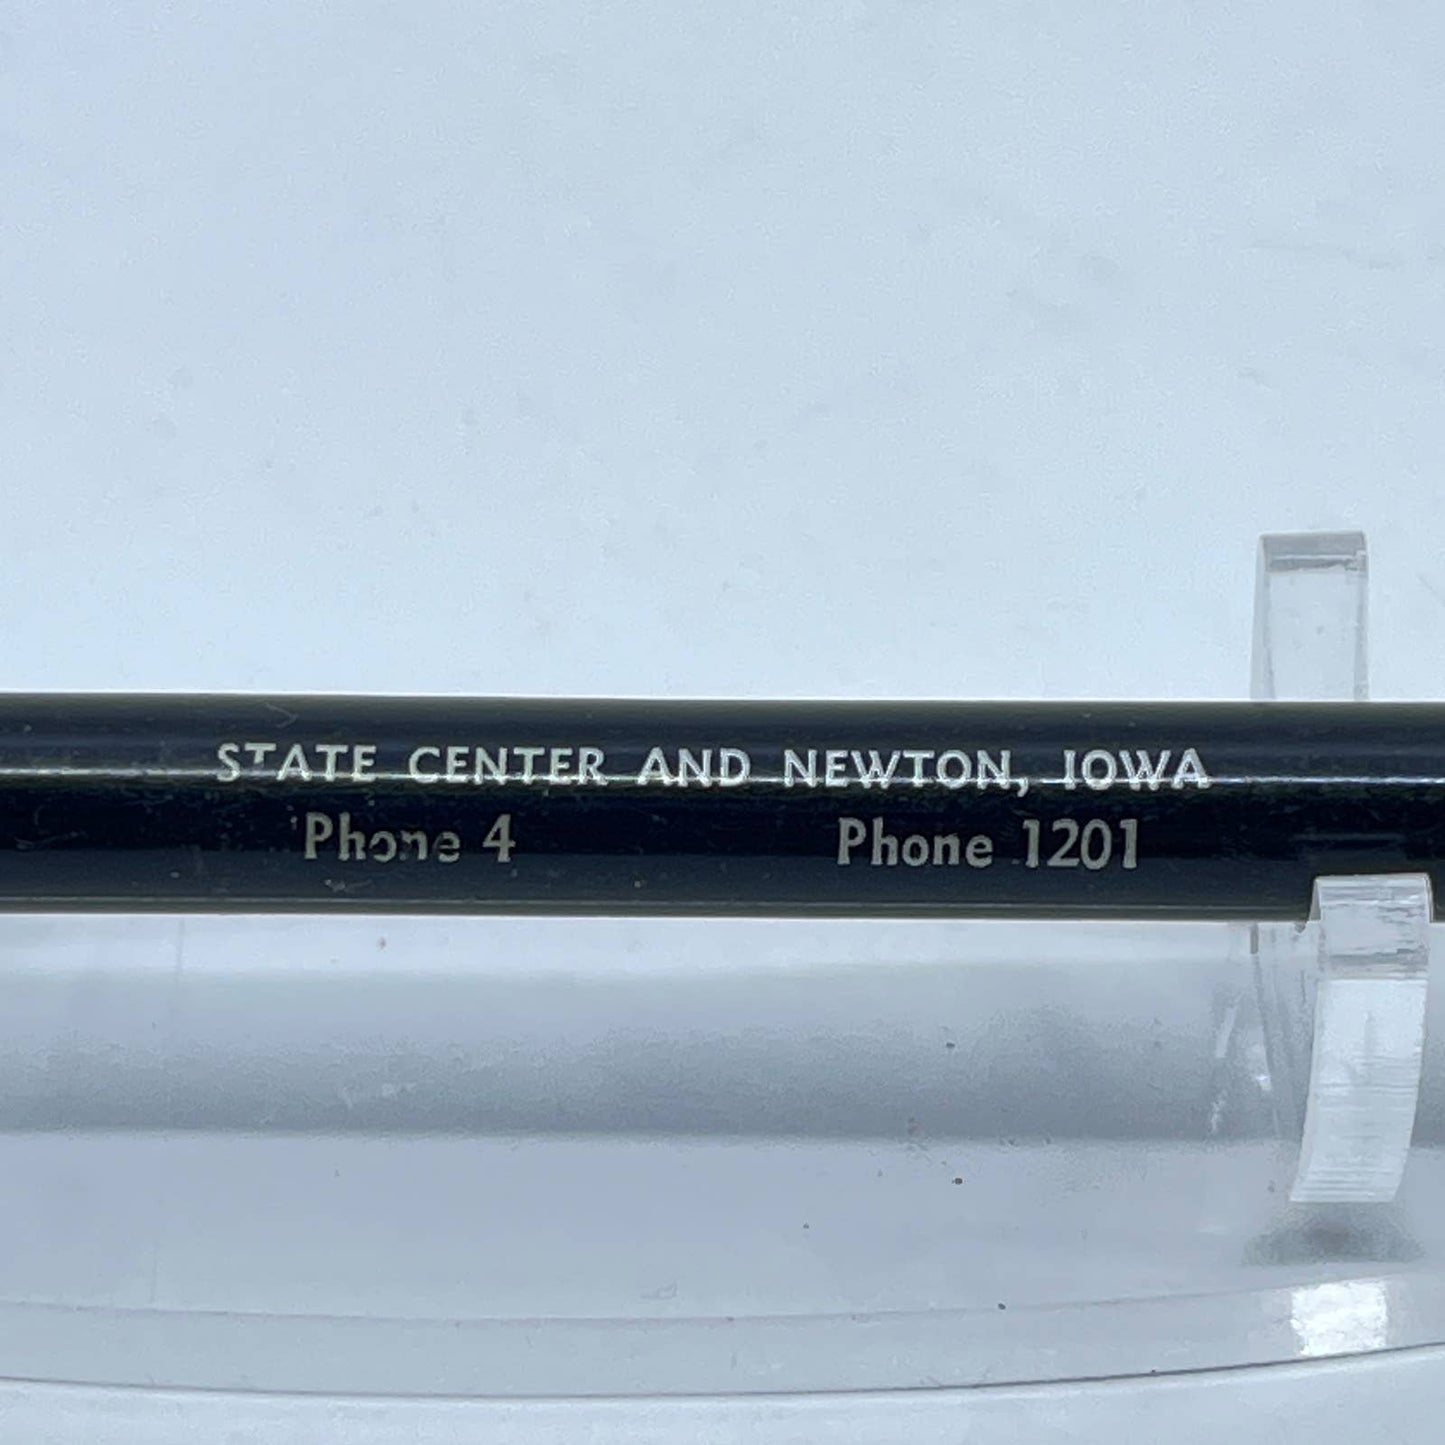 STATE CENTER AND NEWTON, IOWA
Phone 4 Phone 1201